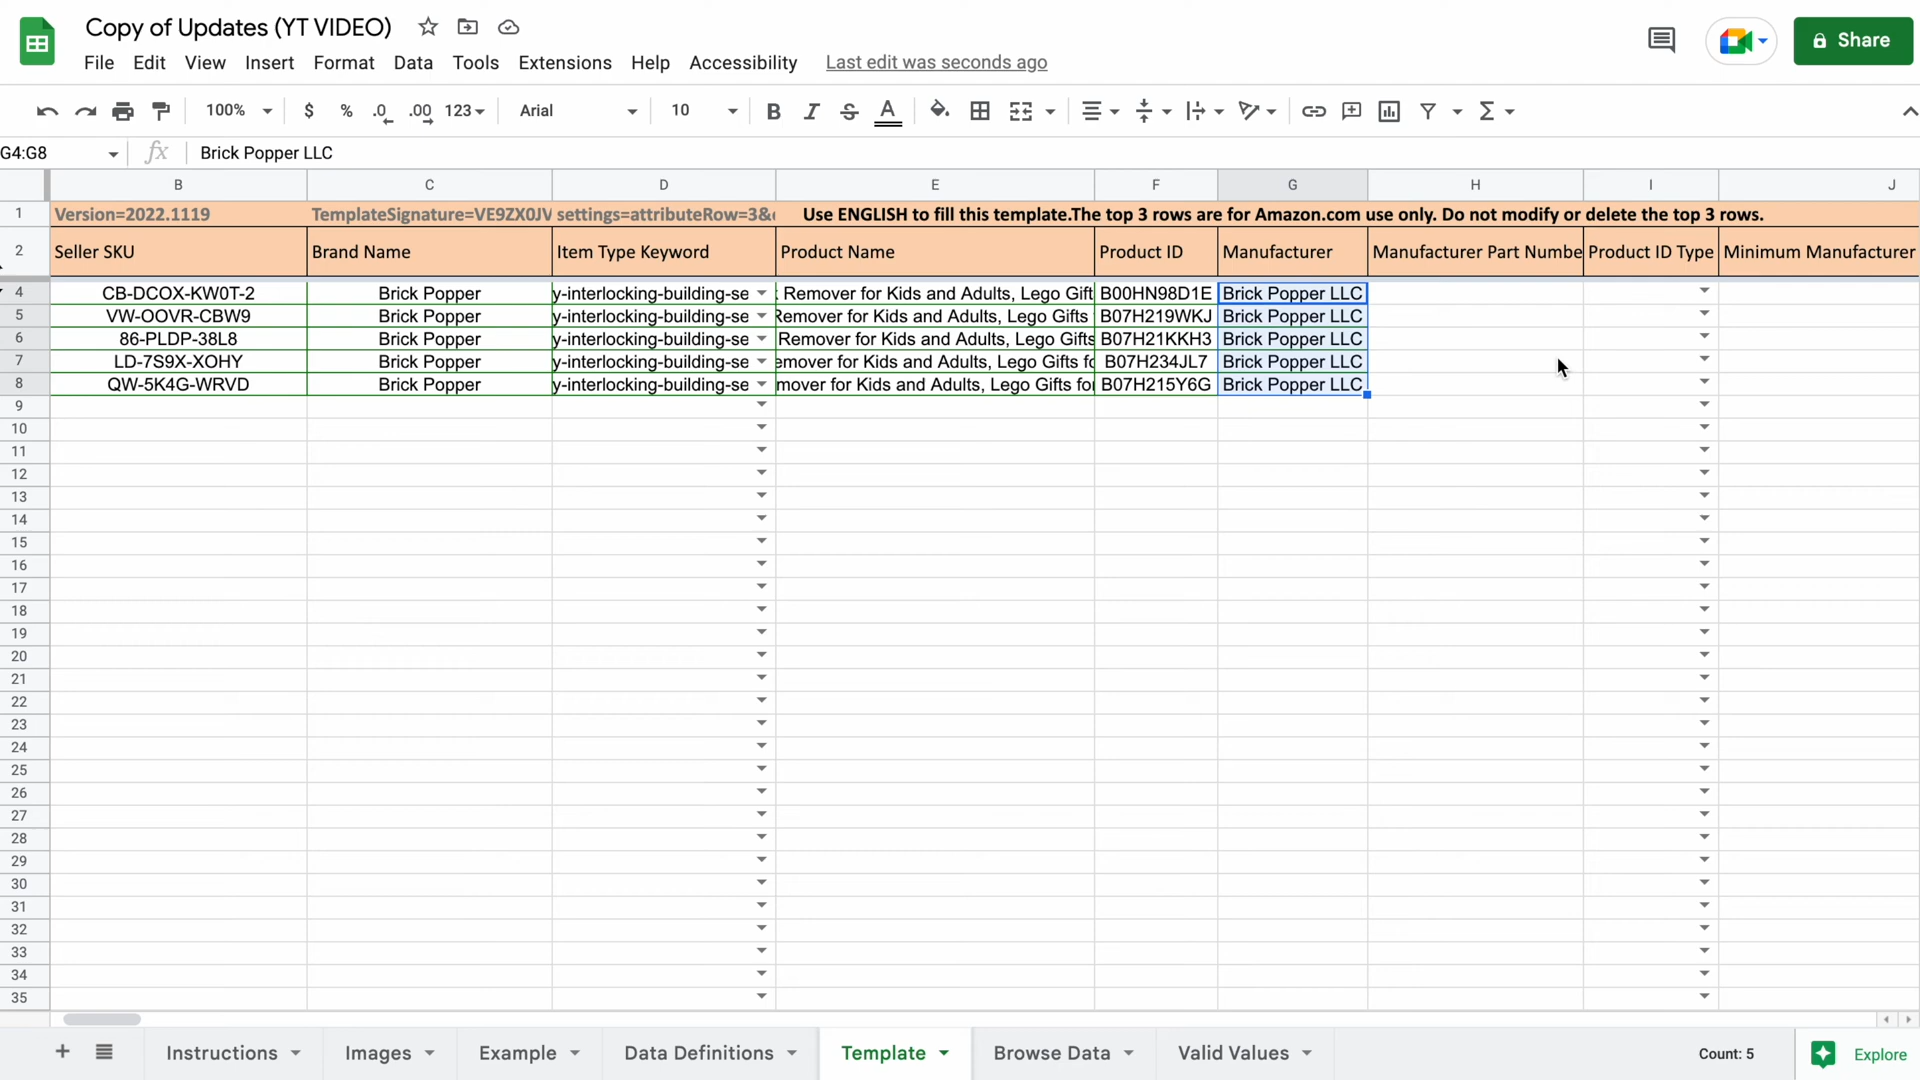 Copy of Updates (YT VIDEO)
File Edit View Insert Format Data Tools Extensions Help Accessibility Last edit was seconds ago
Share
100% $ % .0 .00 123 Arial 10 B I S A Σ
G4:G8 fx Brick Popper LLC
B C D E F G H I J
1 Version=2022.1119 TemplateSignature=VE9ZX0JV settings=attributeRow=3& Use ENGLISH to fill this template.The top 3 rows are for Amazon.com use only. Do not modify or delete the top 3 rows.
2 Seller SKU Brand Name Item Type Keyword Product Name Product ID Manufacturer Manufacturer Part Numbe Product ID Type Minimum Manufacturer
4 CB-DCOX-KW0T-2 Brick Popper y-interlocking-building-se Remover for Kids and Adults, Lego Gift B00HN98D1E Brick Popper LLC
5 VW-OOVR-CBW9 Brick Popper y-interlocking-building-se Remover for Kids and Adults, Lego Gifts B07H219WKJ Brick Popper LLC
6 86-PLDP-38L8 Brick Popper y-interlocking-building-se Remover for Kids and Adults, Lego Gifts B07H21KKH3 Brick Popper LLC
7 LD-7S9X-XOHY Brick Popper y-interlocking-building-se emover for Kids and Adults, Lego Gifts fo B07H234JL7 Brick Popper LLC
8 QW-5K4G-WRVD Brick Popper y-interlocking-building-se mover for Kids and Adults, Lego Gifts for B07H215Y6G Brick Popper LLC
9
10
11
12
13
14
15
16
17
18
19
20
21
22
23
24
25
26
27
28
29
30
31
32
33
34
35
+ Instructions Images Example Data Definitions Template Browse Data Valid Values Count: 5 Explore